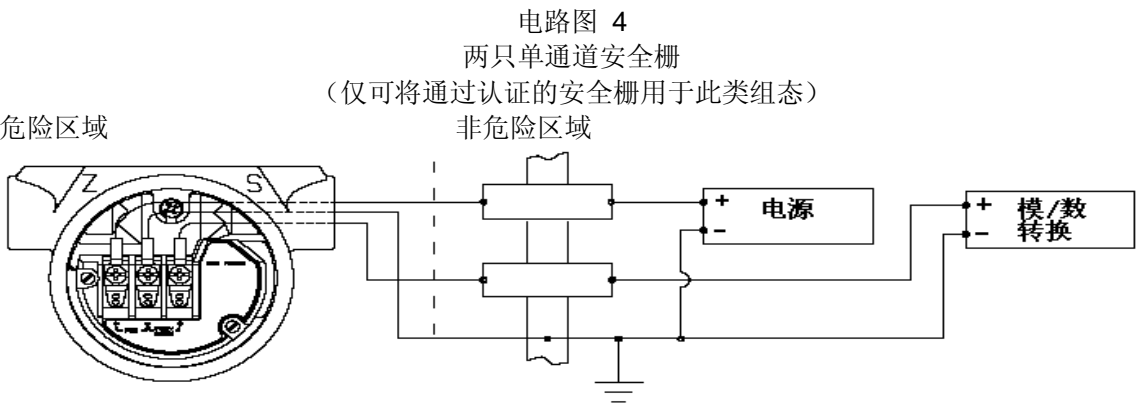 电路图 4
两只单通道安全栅
（仅可将通过认证的安全栅用于此类组态）
危险区域
非危险区域
+ 电源
−
+ 模/数
− 转换